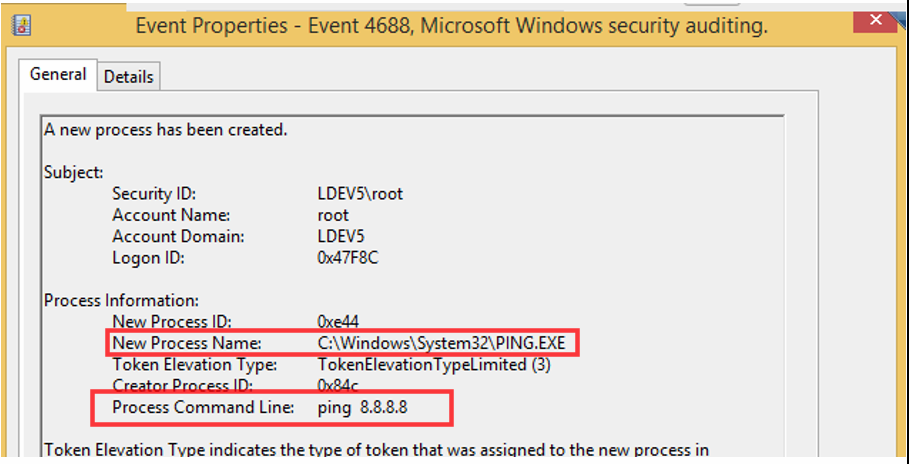 Event Properties - Event 4688, Microsoft Windows security auditing.
General Details
A new process has been created.
Subject:
Security ID: LDEV5\root
Account Name: root
Account Domain: LDEV5
Logon ID: 0x47F8C
Process Information:
New Process ID: 0xe44
New Process Name: C:\Windows\System32\PING.EXE
Token Elevation Type: TokenElevationTypeLimited (3)
Creator Process ID: 0x84c
Process Command Line: ping  8.8.8.8
Token Elevation Type indicates the type of token that was assigned to the new process in